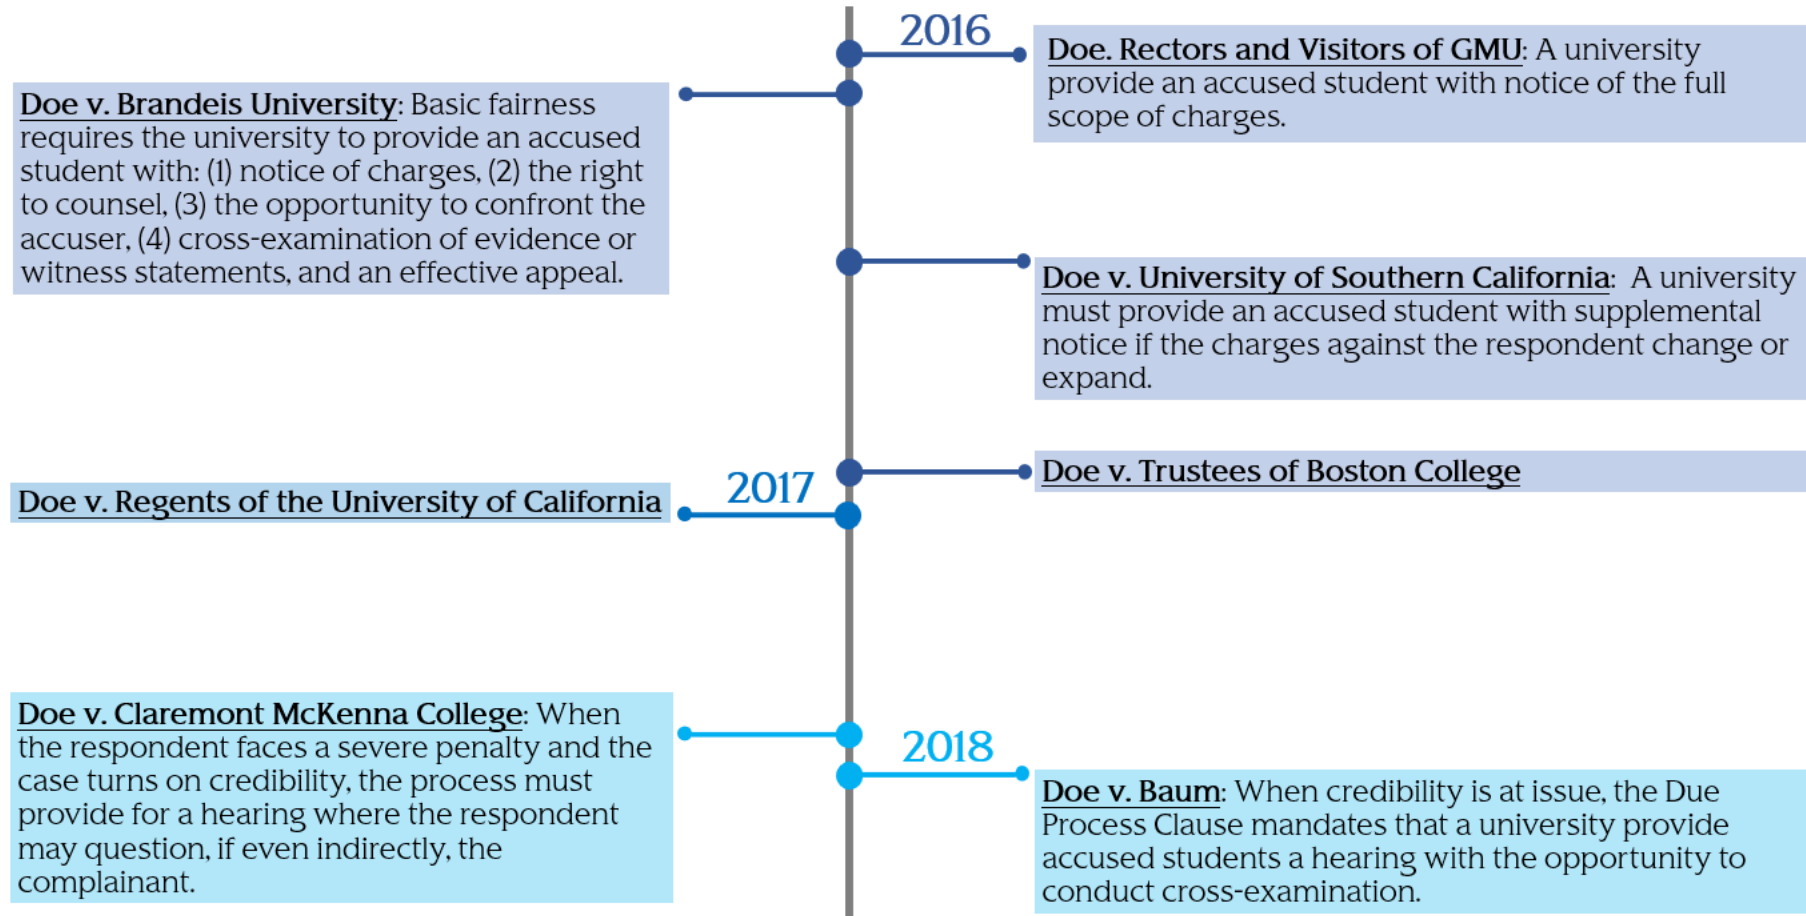 2016
Doe. Rectors and Visitors of GMU: A university
provide an accused student with notice of the full
scope of charges.
Doe v. Brandeis University: Basic fairness
requires the university to provide an accused
student with: (1) notice of charges, (2) the right
to counsel, (3) the opportunity to confront the
accuser, (4) cross-examination of evidence or
witness statements, and an effective appeal.
Doe v. University of Southern California:  A university
must provide an accused student with supplemental
notice if the charges against the respondent change or
expand.
Doe v. Trustees of Boston College
2017
Doe v. Regents of the University of California
Doe v. Claremont McKenna College: When
the respondent faces a severe penalty and the
case turns on credibility, the process must
provide for a hearing where the respondent
may question, if even indirectly, the
complainant.
2018
Doe v. Baum: When credibility is at issue, the Due
Process Clause mandates that a university provide
accused students a hearing with the opportunity to
conduct cross-examination.